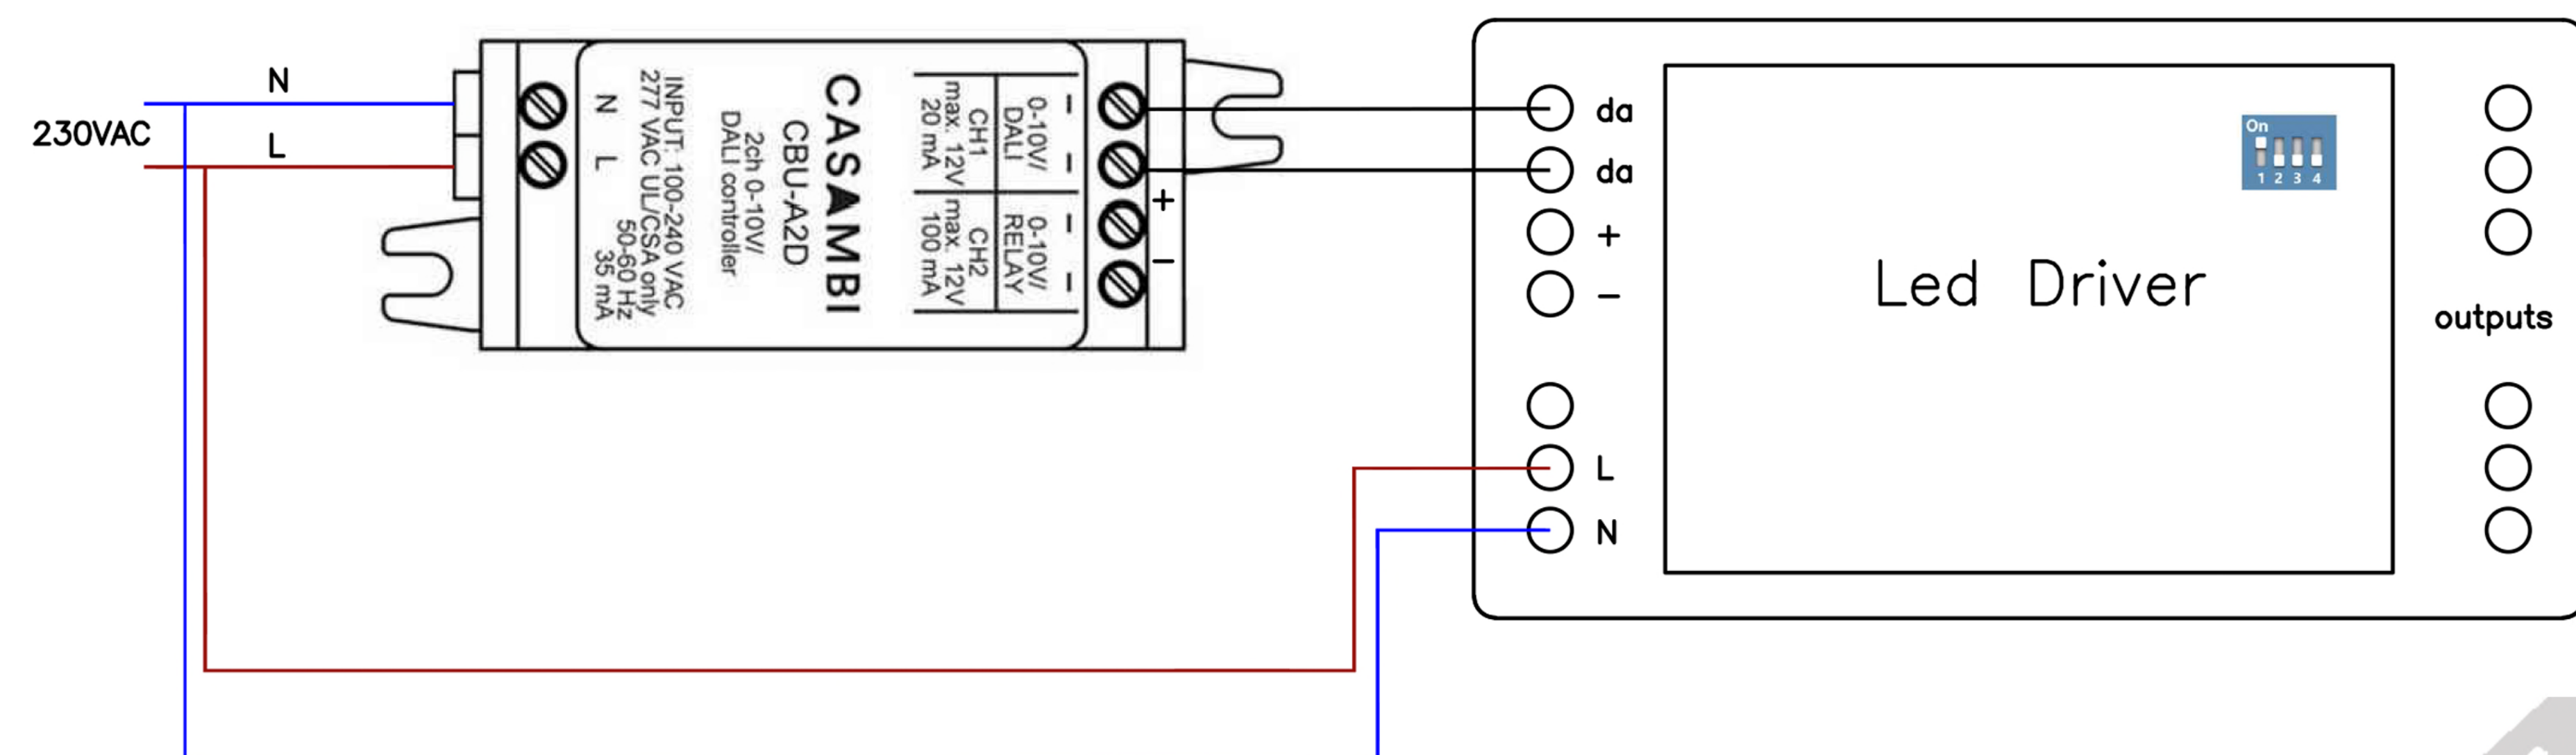 N
230VAC
L
N
L
INPUT: 100-240 VAC
277 VAC UL/CSA only
50-60 Hz
35 mA
CASAMBI
CBU-A2D
2ch 0-10V/
DALI controller
-
-
-
-
0-10V/
DALI
0-10V/
RELAY
CH1
max. 12V
20 mA
CH2
max. 12V
100 mA
+
-
da
da
+
-
L
N
Led Driver
On
1 2 3 4
outputs